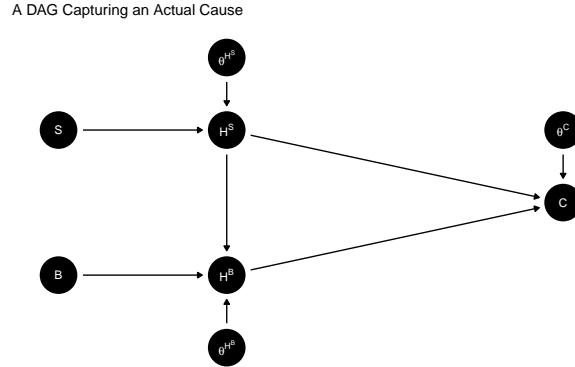 A DAG Capturing an Actual Cause
θ^{H^S}
S
H^S
θ^C
C
B
H^B
θ^{H^B}